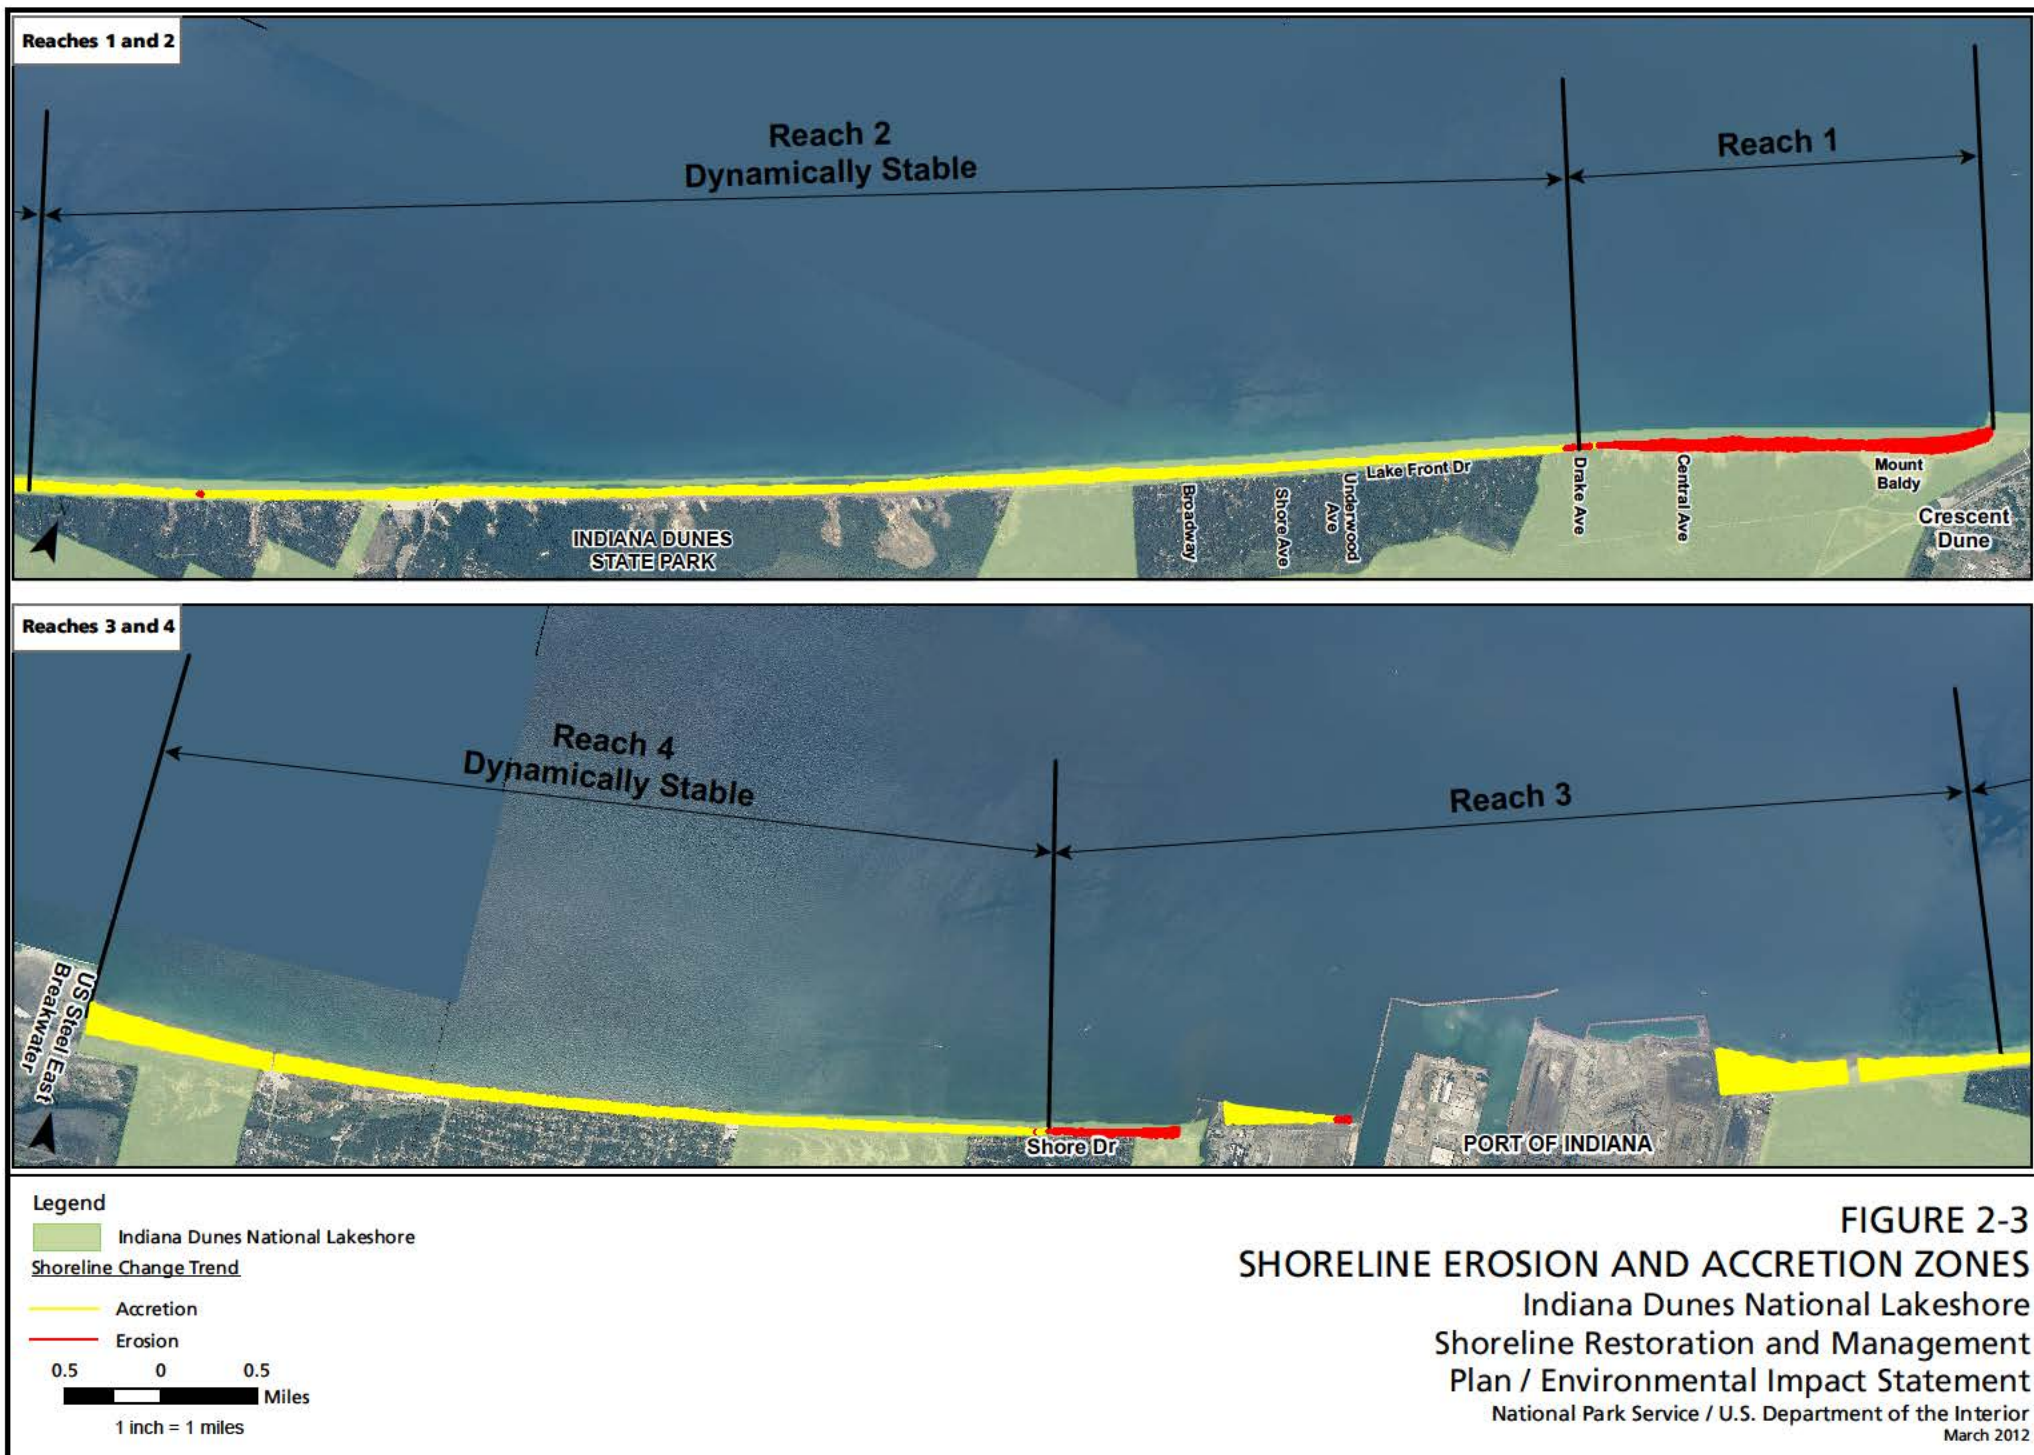 Reaches 1 and 2
Reach 2
Dynamically Stable
Reach 1
Lake Front Dr
Broadway
Shore Ave
Underwood
Ave
Drake Ave
Central Ave
Mount
Baldy
Crescent
Dune
INDIANA DUNES
STATE PARK
Reaches 3 and 4
Reach 4
Dynamically Stable
Reach 3
US Steel East
Breakwater
Shore Dr
PORT OF INDIANA
Legend
Indiana Dunes National Lakeshore
Shoreline Change Trend
Accretion
Erosion
0.5 0 0.5
Miles
1 inch = 1 miles
FIGURE 2-3
SHORELINE EROSION AND ACCRETION ZONES
Indiana Dunes National Lakeshore
Shoreline Restoration and Management
Plan / Environmental Impact Statement
National Park Service / U.S. Department of the Interior
March 2012